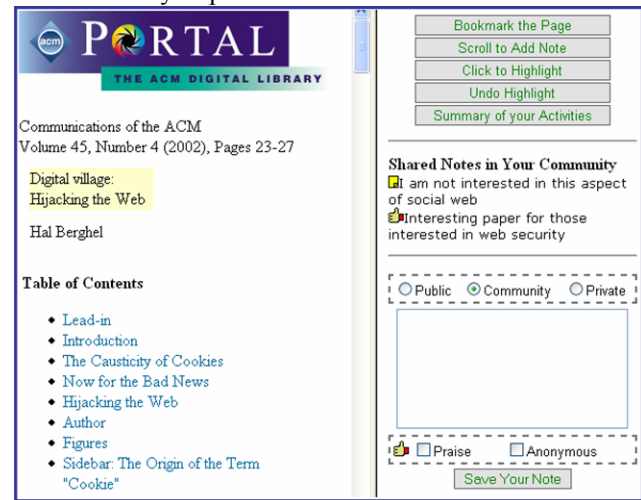 acm PORTAL
THE ACM DIGITAL LIBRARY
Communications of the ACM
Volume 45, Number 4 (2002), Pages 23-27
Digital village:
Hijacking the Web
Hal Berghel
Table of Contents
• Lead-in
• Introduction
• The Causticity of Cookies
• Now for the Bad News
• Hijacking the Web
• Author
• Figures
• Sidebar: The Origin of the Term
"Cookie"
Bookmark the Page
Scroll to Add Note
Click to Highlight
Undo Highlight
Summary of your Activities
Shared Notes in Your Community
I am not interested in this aspect
of social web
Interesting paper for those
interested in web security
Public Community Private
Praise Anonymous
Save Your Note